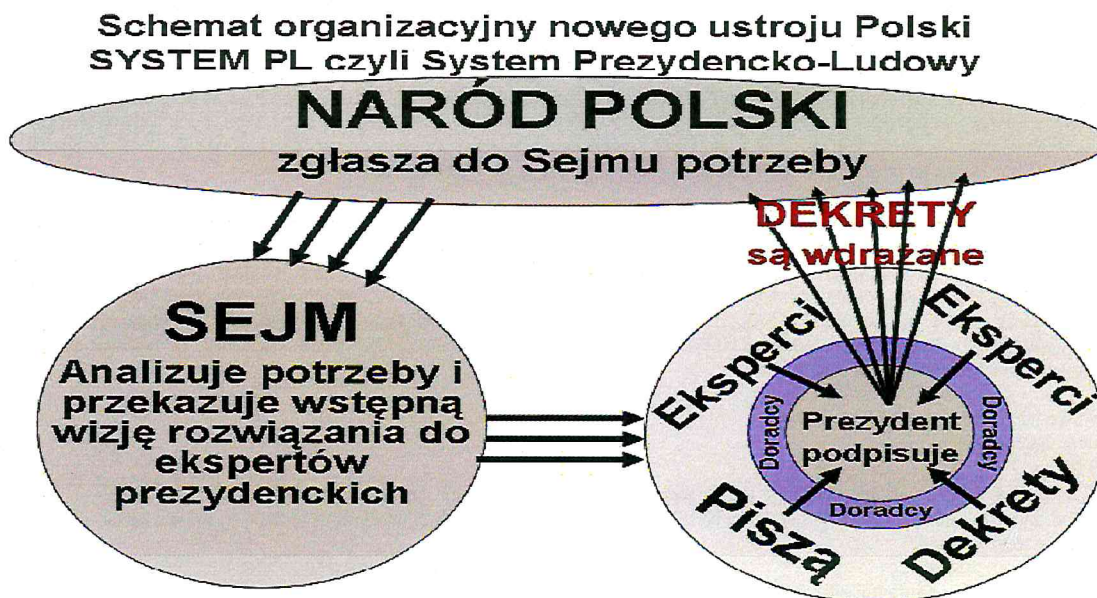 Schemat organizacyjny nowego ustroju Polski
SYSTEM PL czyli System Prezydencko-Ludowy
NARÓD POLSKI
zgłasza do Sejmu potrzeby
DEKRETY
są wdrażane
SEJM
Analizuje potrzeby i
przekazuje wstępną
wizję rozwiązania do
ekspertów
prezydenckich
Eksperci
Eksperci
Doradcy
Prezydent
podpisuje
Doradcy
Doradcy
Piszą
Dekrety